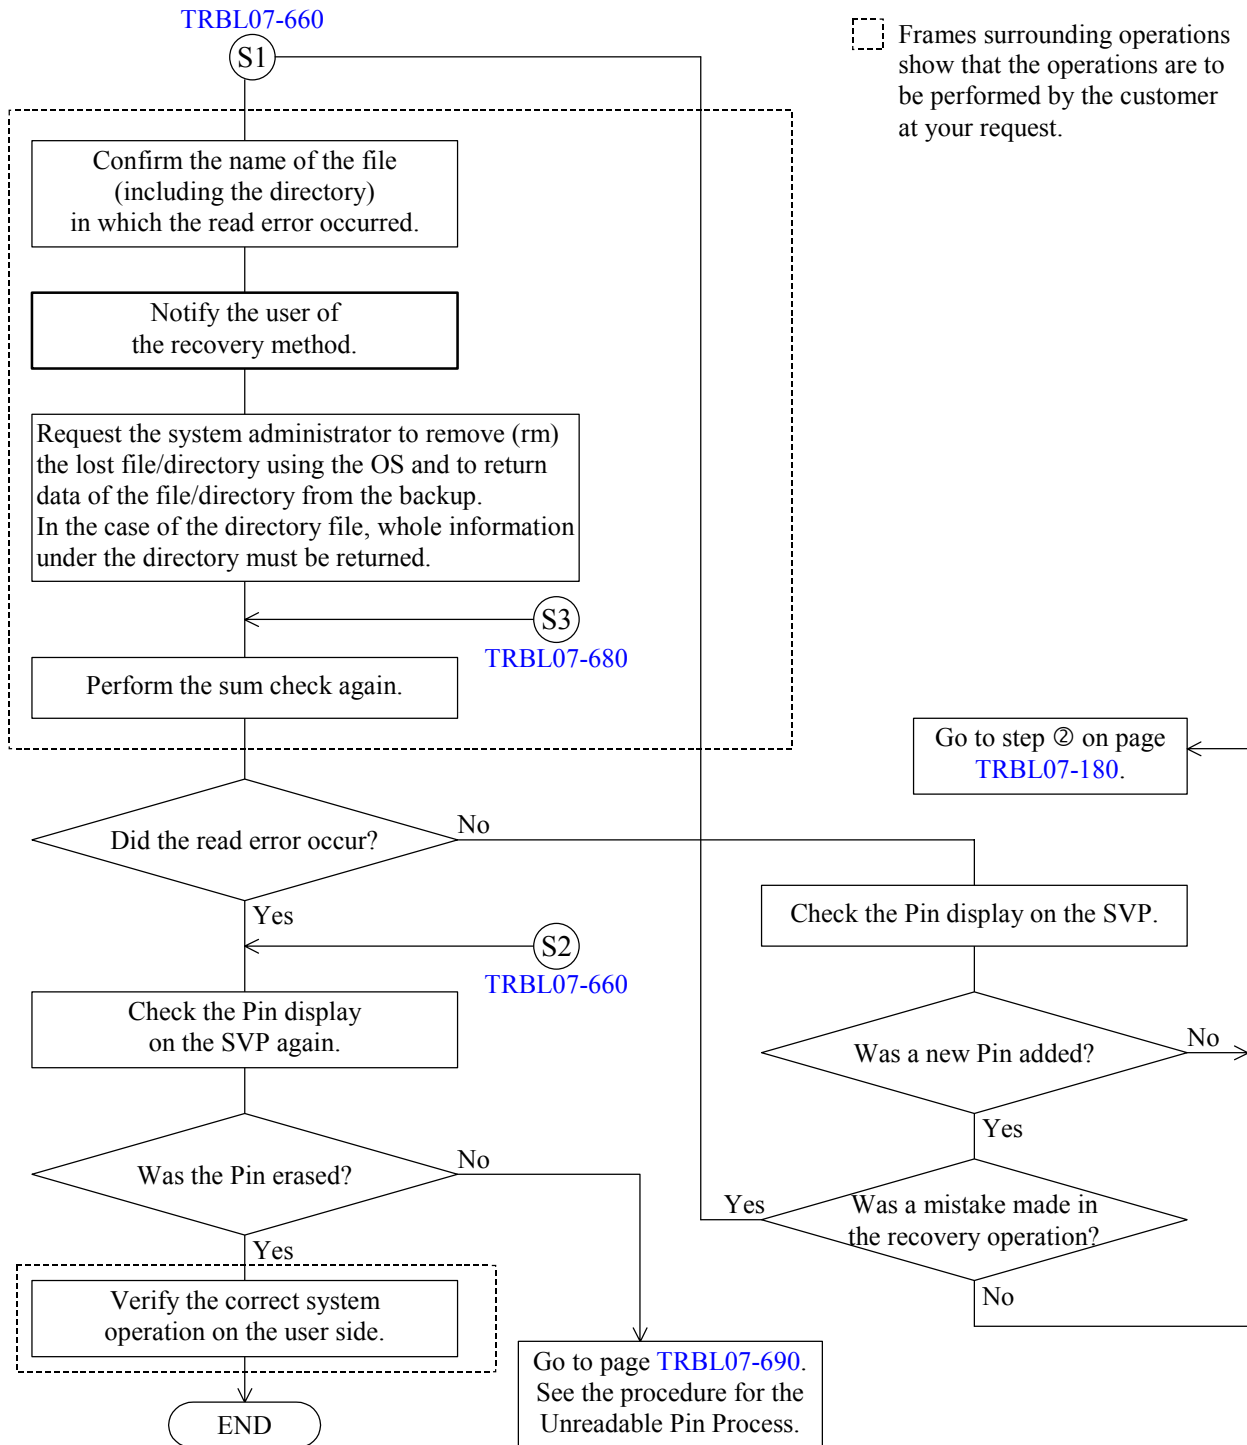 TRBL07-660
S1
Frames surrounding operations
show that the operations are to
be performed by the customer
at your request.
Confirm the name of the file
(including the directory)
in which the read error occurred.
Notify the user of
the recovery method.
Request the system administrator to remove (rm)
the lost file/directory using the OS and to return
data of the file/directory from the backup.
In the case of the directory file, whole information
under the directory must be returned.
S3
TRBL07-680
Perform the sum check again.
Go to step ② on page
TRBL07-180.
Did the read error occur?
No
Yes
Check the Pin display on the SVP.
S2
TRBL07-660
Check the Pin display
on the SVP again.
Was a new Pin added?
No
Yes
Was the Pin erased?
No
Yes
Yes
Was a mistake made in
the recovery operation?
No
Verify the correct system
operation on the user side.
Go to page TRBL07-690.
See the procedure for the
Unreadable Pin Process.
END